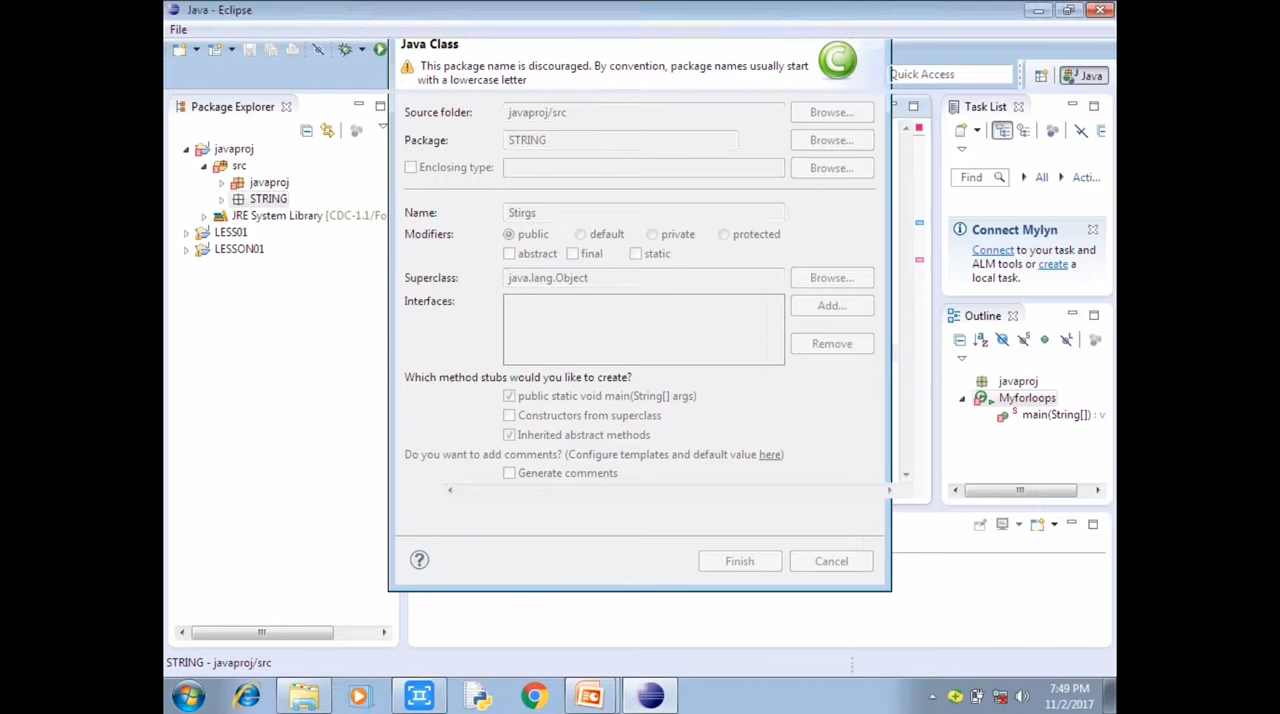 Java - Eclipse
File
Java Class
This package name is discouraged. By convention, package names usually start
with a lowercase letter
Quick Access
Java
Package Explorer
Source folder:
javaproj/src
Browse...
Package:
STRING
Browse...
Enclosing type:
Browse...
Name:
Stirgs
Modifiers:
public
default
private
protected
abstract
final
static
Superclass:
java.lang.Object
Browse...
Interfaces:
Add...
Remove
Which method stubs would you like to create?
public static void main(String[] args)
Constructors from superclass
Inherited abstract methods
Do you want to add comments? (Configure templates and default value here)
Generate comments
?
Finish
Cancel
javaproj
src
javaproj
STRING
JRE System Library [CDC-1.1/Fo
LESS01
LESSON01
Task List
Find
All
Acti...
Connect Mylyn
Connect to your task and
ALM tools or create a
local task.
Outline
javaproj
Myforloops
main(String[]) : v
STRING - javaproj/src
7:49 PM
11/2/2017